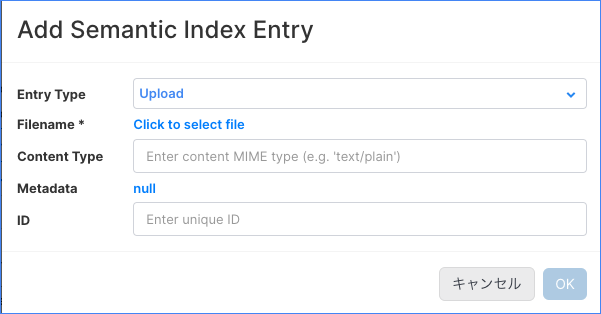 Add Semantic Index Entry
Entry Type Upload
Filename * Click to select file
Content Type Enter content MIME type (e.g. 'text/plain')
Metadata null
ID Enter unique ID
キャンセル OK